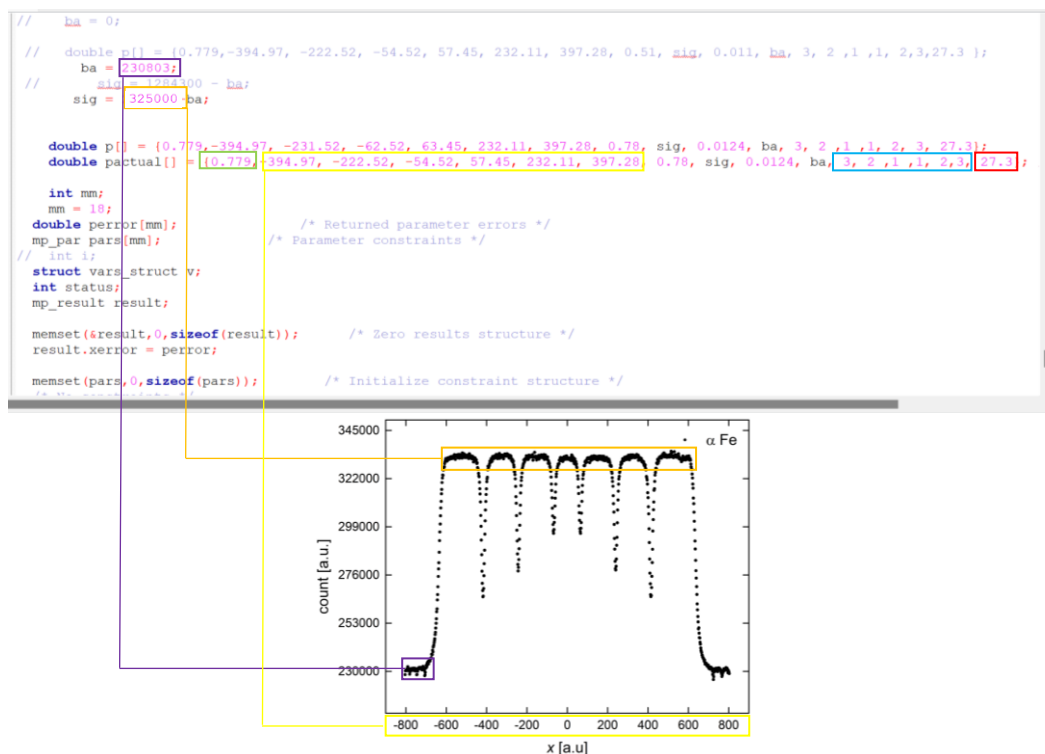 // ba = 0;
// double p[] = {0.779,-394.97, -222.52, -54.52, 57.45, 232.11, 397.28, 0.51, sig, 0.011, ba, 3, 2 ,1 ,1, 2,3,27.3 };
ba = 230803;
// sig = 1284300 - ba;
sig = 325000-ba;
double p[] = {0.779,-394.97, -231.52, -62.52, 63.45, 232.11, 397.28, 0.78, sig, 0.0124, ba, 3, 2 ,1 ,1, 2, 3, 27.3};
double pactual[] = {0.779,-394.97, -222.52, -54.52, 57.45, 232.11, 397.28, 0.78, sig, 0.0124, ba, 3, 2 ,1 ,1, 2,3, 27.3};
int mm;
mm = 18;
double perror[mm]; /* Returned parameter errors */
mp_par pars[mm]; /* Parameter constraints */
// int i;
struct vars_struct v;
int status;
mp_result result;
memset(&result,0,sizeof(result)); /* Zero results structure */
result.xerror = perror;
memset(pars,0,sizeof(pars)); /* Initialize constraint structure */
α Fe
345000
322000
299000
276000
253000
230000
count [a.u.]
-800 -600 -400 -200 0 200 400 600 800
x [a.u]